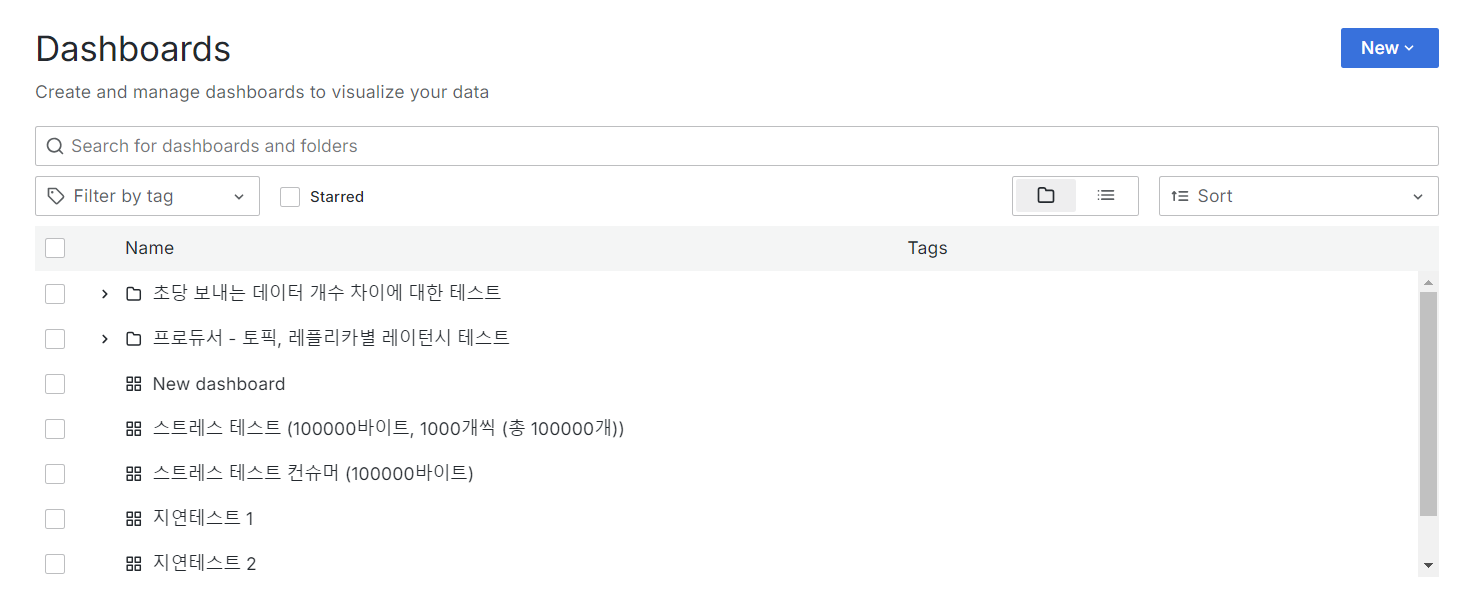 Dashboards
New
Create and manage dashboards to visualize your data
Search for dashboards and folders
Filter by tag Starred Sort
Name Tags
초당 보내는 데이터 개수 차이에 대한 테스트
프로듀서 - 토픽, 레플리카별 레이턴시 테스트
New dashboard
스트레스 테스트 (100000바이트, 1000개씩 (총 100000개))
스트레스 테스트 컨슈머 (100000바이트)
지연테스트 1
지연테스트 2